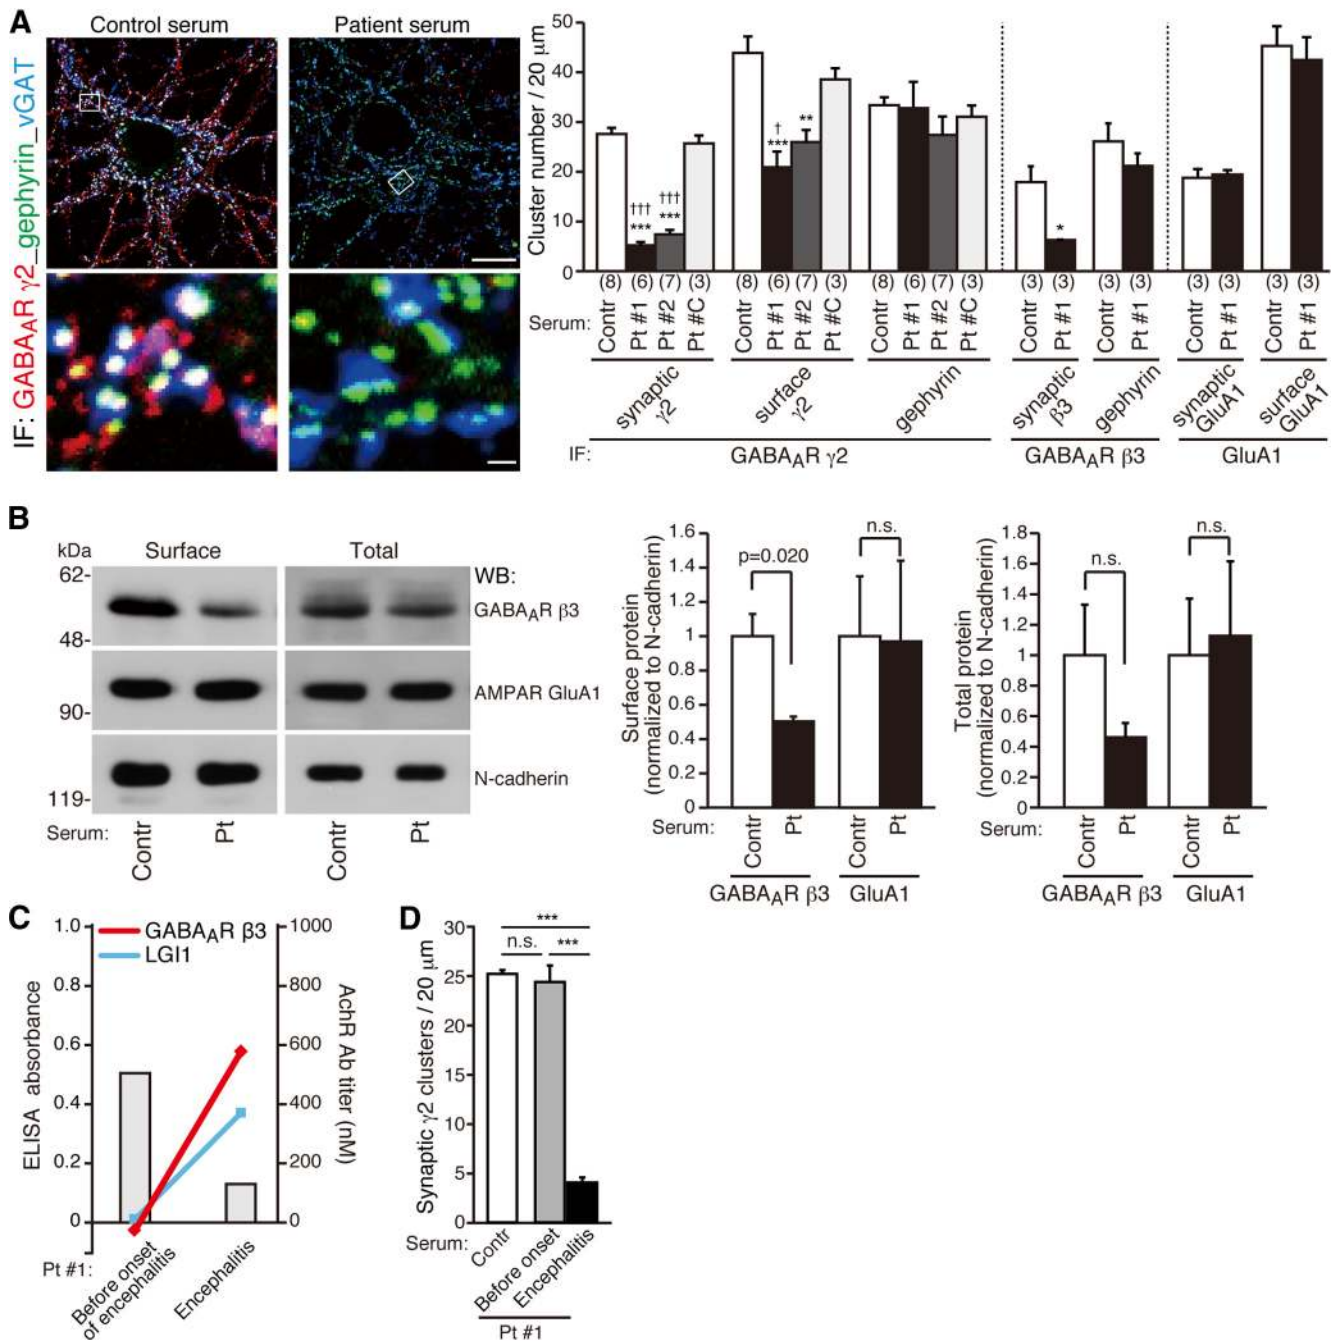 A
Control serum
Patient serum
IF: GABAAR γ2_gephyrin_vGAT
Cluster number / 20 μm
50
40
30
20
10
0
†††
***
†††
***
†
***
**
*
(8) (6) (7) (3) (8) (6) (7) (3) (8) (6) (7) (3) (3) (3) (3) (3) (3) (3) (3) (3)
Serum: Contr Pt #1 Pt #2 Pt #C Contr Pt #1 Pt #2 Pt #C Contr Pt #1 Pt #2 Pt #C Contr Pt #1 Contr Pt #1 Contr Pt #1 Contr Pt #1
synaptic γ2
surface γ2
gephyrin
synaptic β3
gephyrin
synaptic GluA1
surface GluA1
IF: GABAAR γ2 GABAAR β3 GluA1
B
kDa Surface Total
WB:
62-
GABAAR β3
48-
AMPAR GluA1
90-
N-cadherin
119-
Serum: Contr Pt Contr Pt
Surface protein
(normalized to N-cadherin)
1.6
1.4
1.2
1
0.8
0.6
0.4
0.2
0
p=0.020
n.s.
Serum: Contr Pt Contr Pt
GABAAR β3 GluA1
Total protein
(normalized to N-cadherin)
1.8
1.6
1.4
1.2
1
0.8
0.6
0.4
0.2
0
n.s.
n.s.
Serum: Contr Pt Contr Pt
GABAAR β3 GluA1
C
GABAAR β3
LGI1
ELISA absorbance
1.0
0.8
0.6
0.4
0.2
0
AchR Ab titer (nM)
1000
800
600
400
200
0
Pt #1:
Before onset
of encephalitis
Encephalitis
D
Synaptic γ2 clusters / 20 μm
30
25
20
15
10
5
0
***
n.s. ***
Serum: Contr Before onset Encephalitis
Pt #1